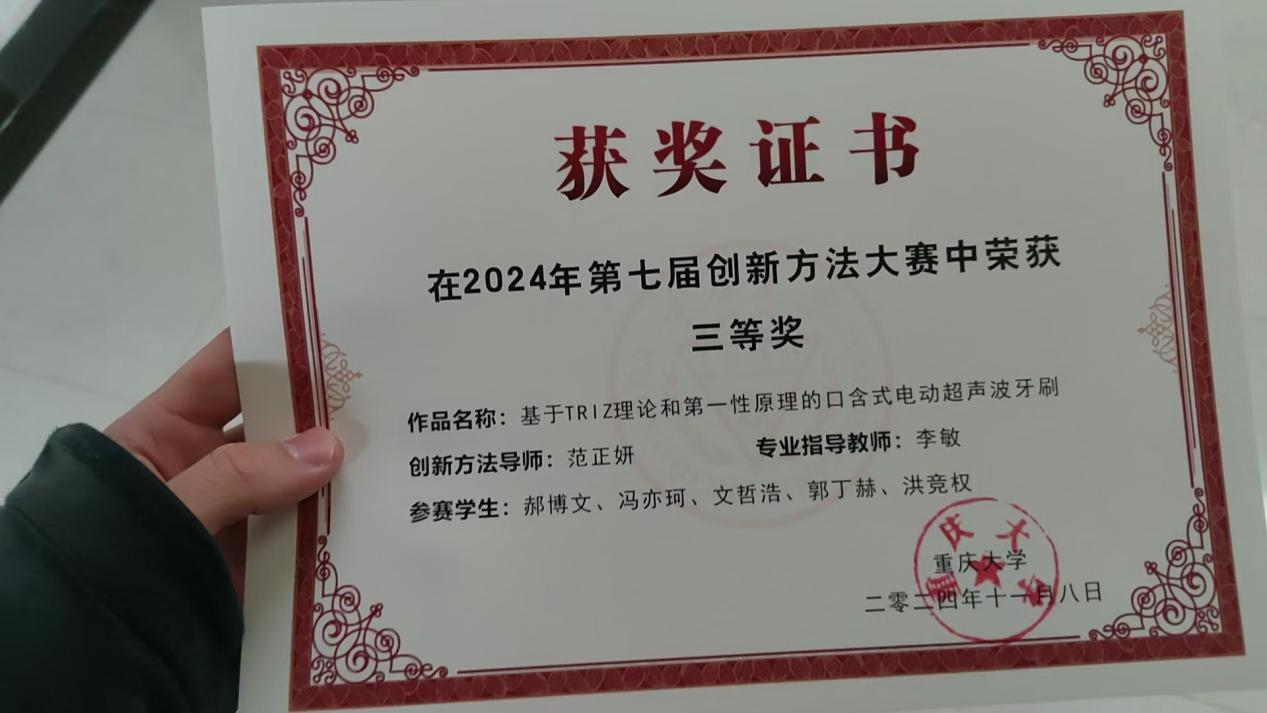 获奖证书
在2024年第七届创新方法大赛中荣获
三等奖
作品名称：基于TRIZ理论和第一性原理的口含式电动超声波牙刷
创新方法导师：范正妍 专业指导教师：李敏
参赛学生：郝博文、冯亦珂、文哲浩、郭丁赫、洪竞权
重庆大学
二零二四年十一月八日